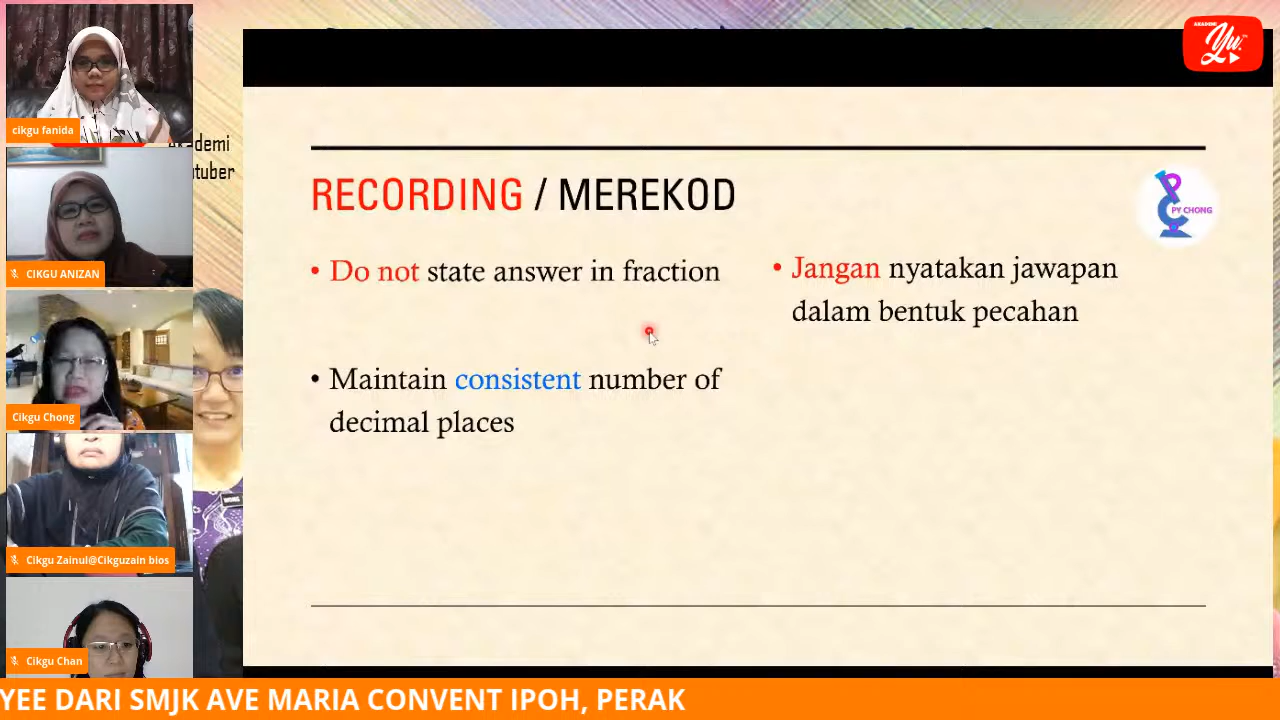 cikgu fanida
CIKGU ANIZAN
Cikgu Chong
Cikgu Zainul@Cikguzain bios
Cikgu Chan
AKADEMI
Yu.
RECORDING / MEREKOD
PY CHONG
• Do not state answer in fraction
• Maintain consistent number of
decimal places
• Jangan nyatakan jawapan
dalam bentuk pecahan
YEE DARI SMJK AVE MARIA CONVENT IPOH, PERAK